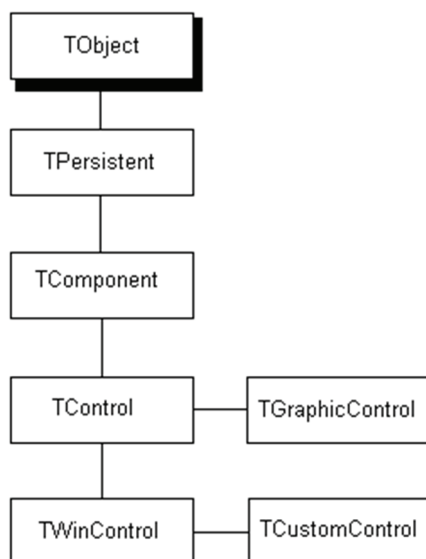 TObject
TPersistent
TComponent
TControl
TGraphicControl
TWinControl
TCustomControl